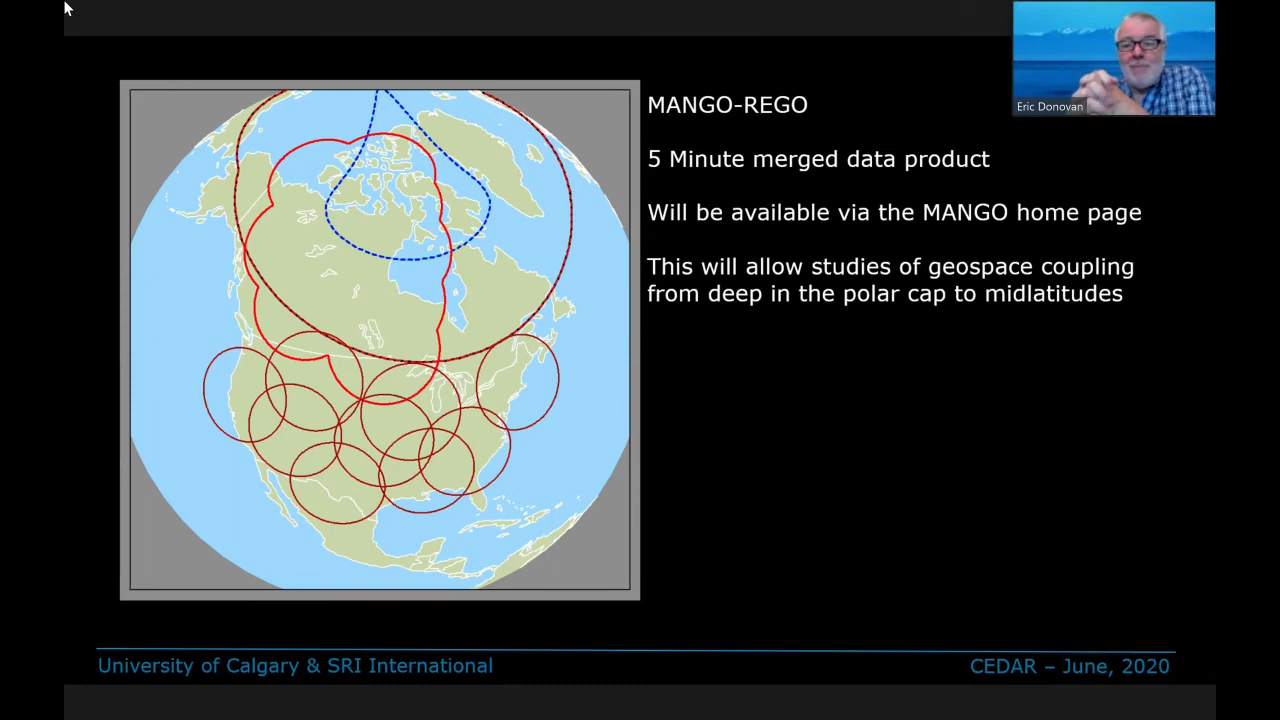 Eric Donovan
MANGO-REGO
5 Minute merged data product
Will be available via the MANGO home page
This will allow studies of geospace coupling
from deep in the polar cap to midlatitudes
University of Calgary & SRI International
CEDAR – June, 2020